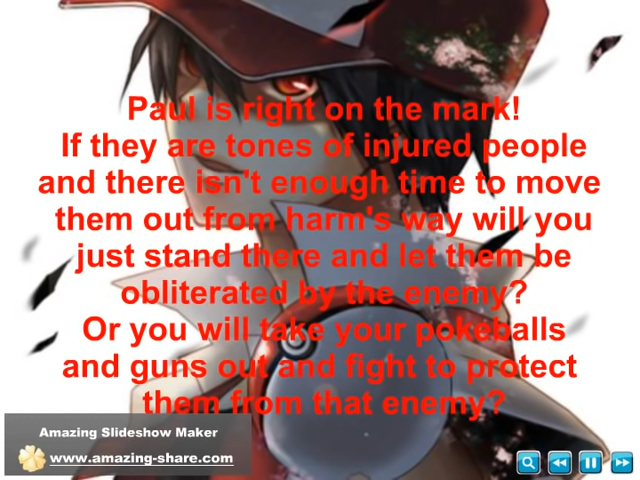 Paul is right on the mark!
If they are tones of injured people
and there isn't enough time to move
them out from harm's way will you
just stand there and let them be
obliterated by the enemy?
Or you will take your pokeballs
and guns out and fight to protect
them from that enemy?
Amazing Slideshow Maker
www.amazing-share.com